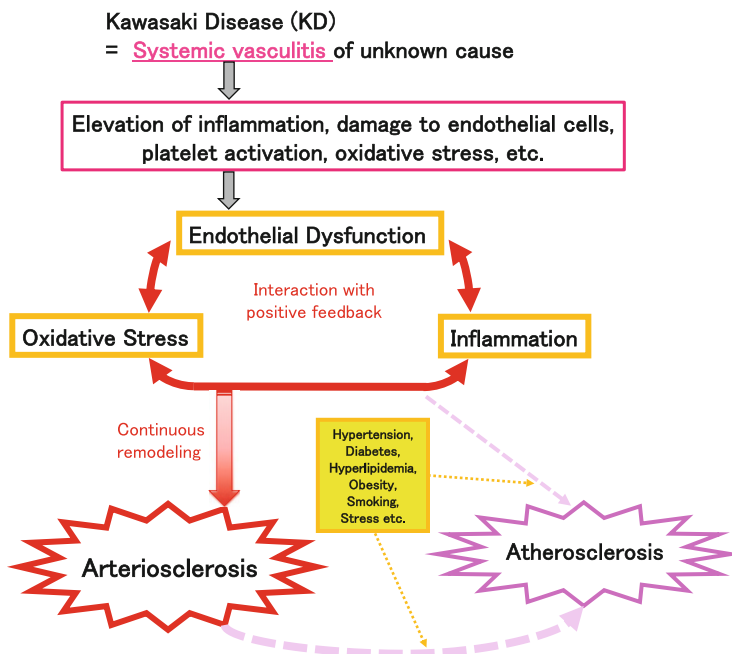 Kawasaki Disease (KD)
= Systemic vasculitis of unknown cause
Elevation of inflammation, damage to endothelial cells,
platelet activation, oxidative stress, etc.
Endothelial Dysfunction
Interaction with
positive feedback
Oxidative Stress
Inflammation
Continuous
remodeling
Hypertension,
Diabetes,
Hyperlipidemia,
Obesity,
Smoking,
Stress etc.
Arteriosclerosis
Atherosclerosis